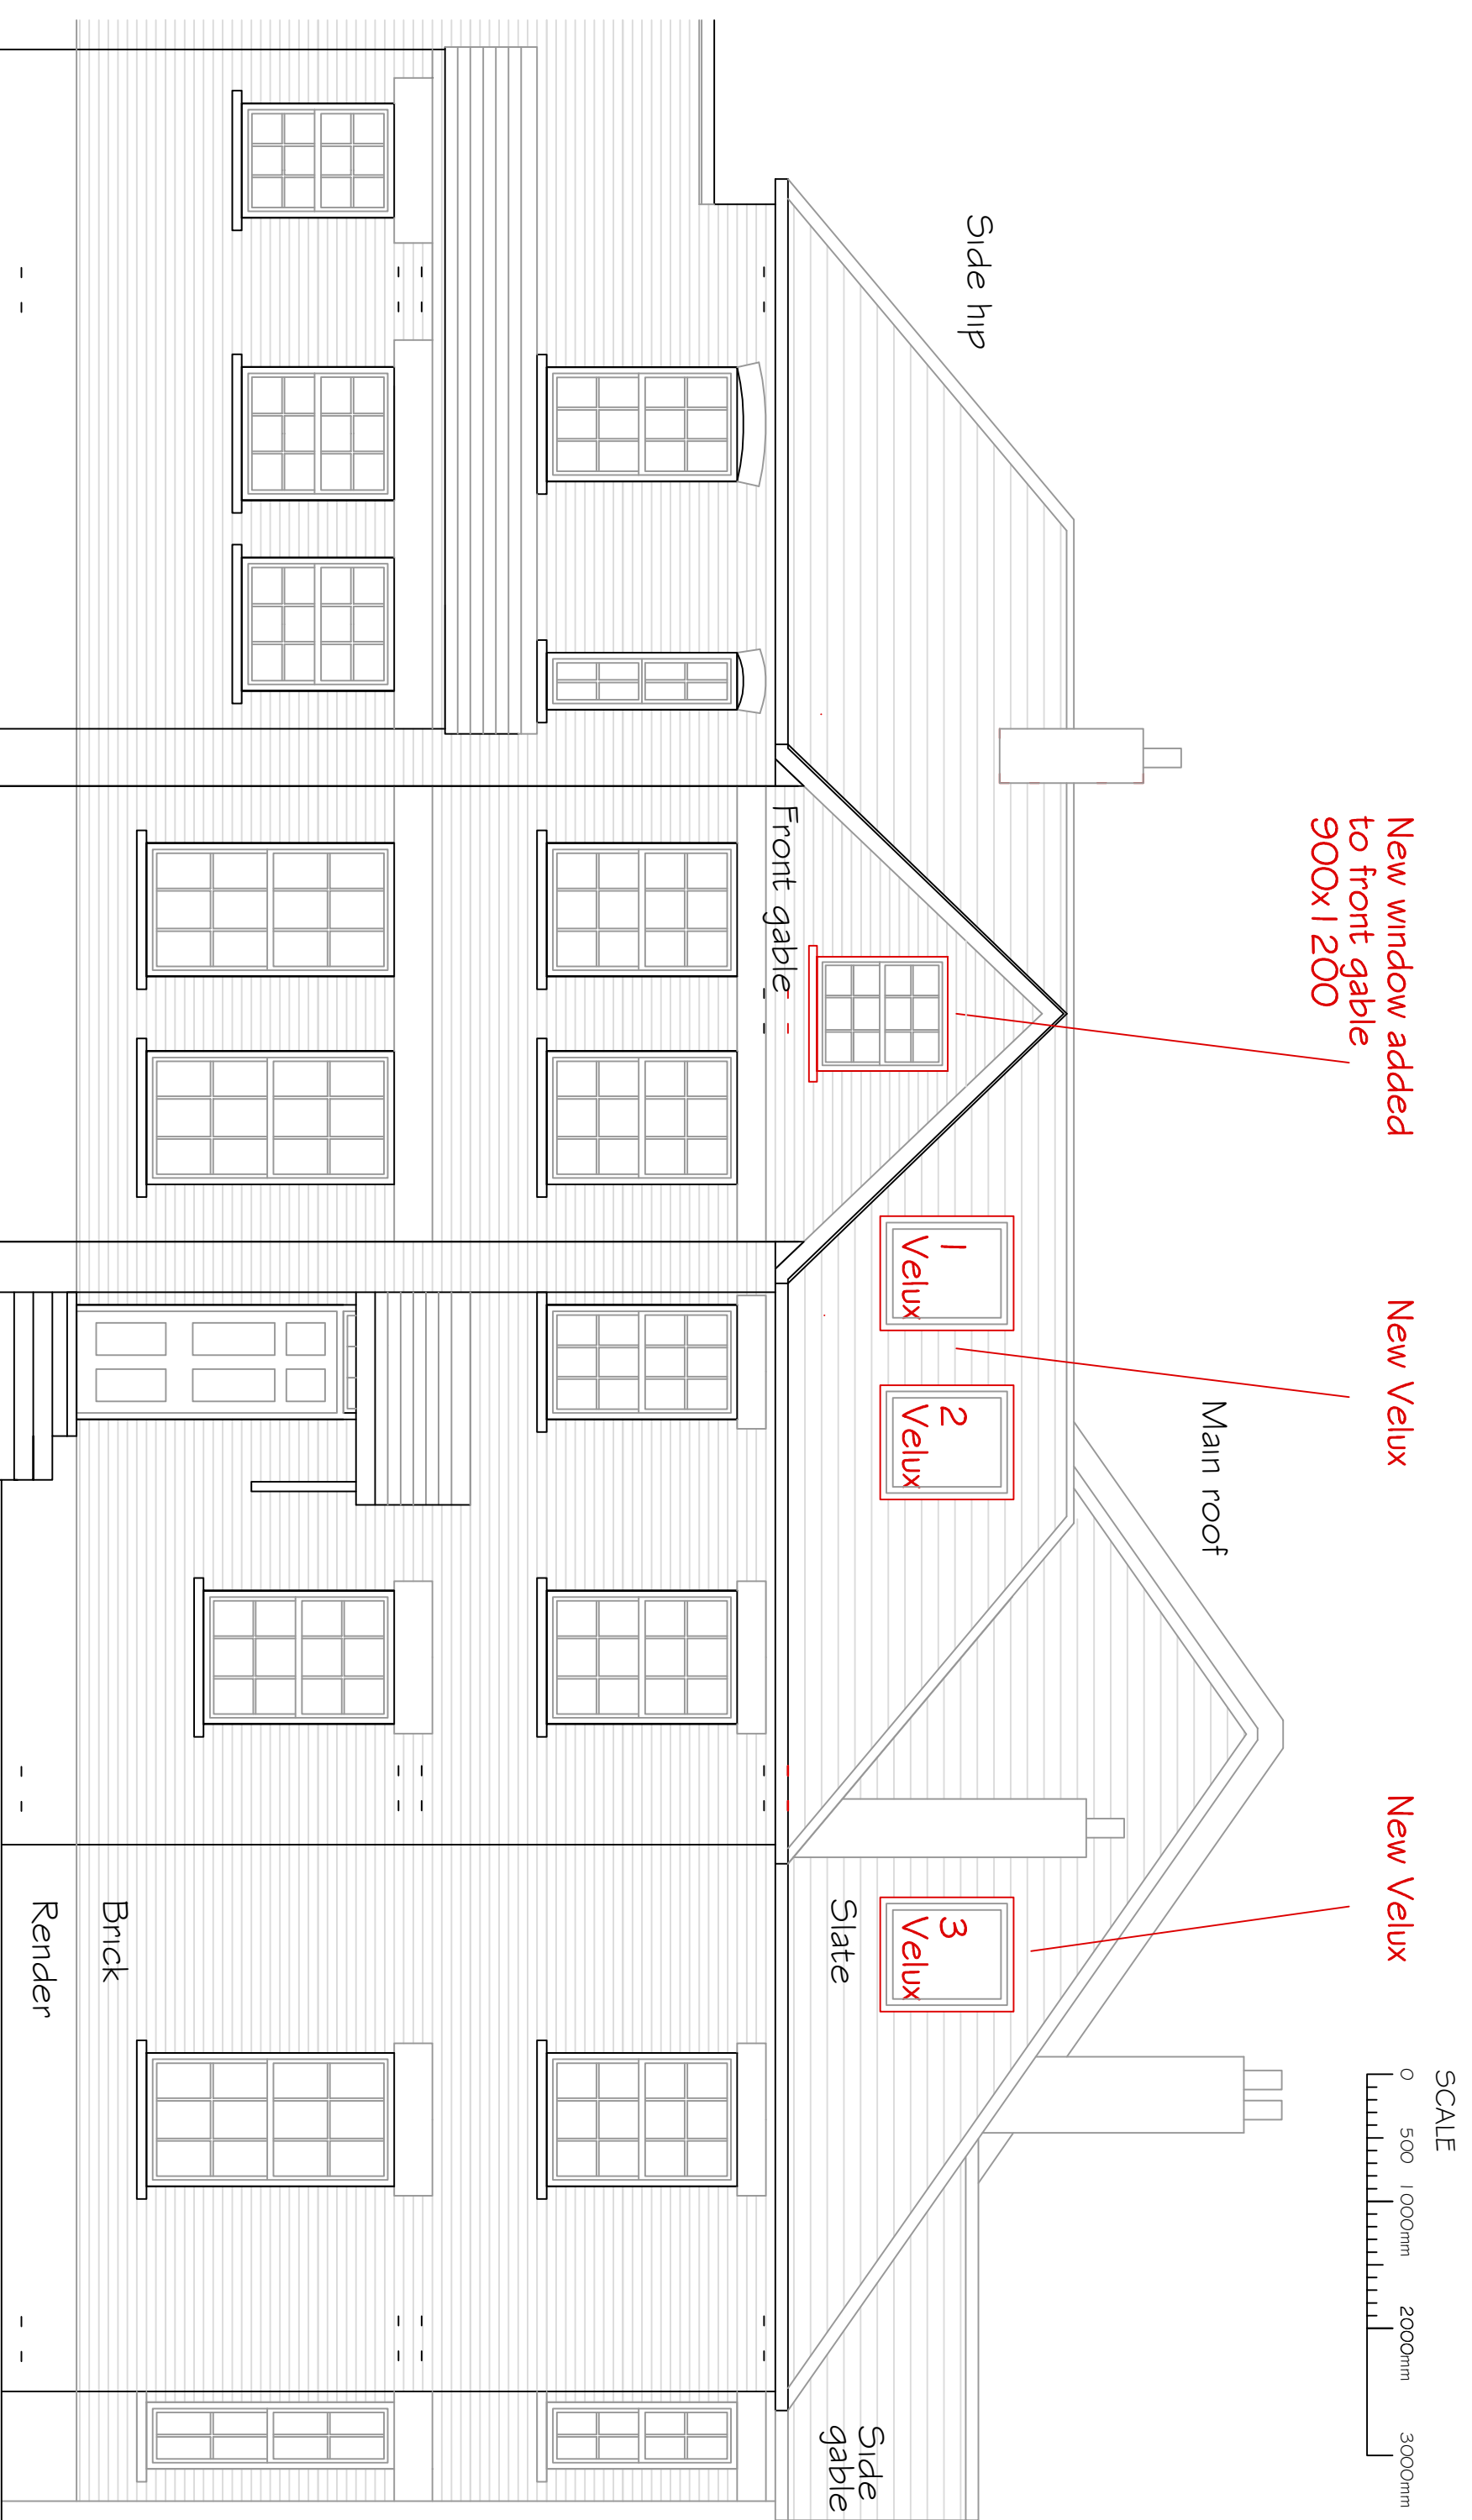 SCALE
0 500 1000mm 2000mm 3000mm
New window added
to front gable
900x1200
New Velux
New Velux
Main roof
Side hip
1
Velux
2
Velux
3
Velux
Side
gable
Slate
Front gable
Brick
Render